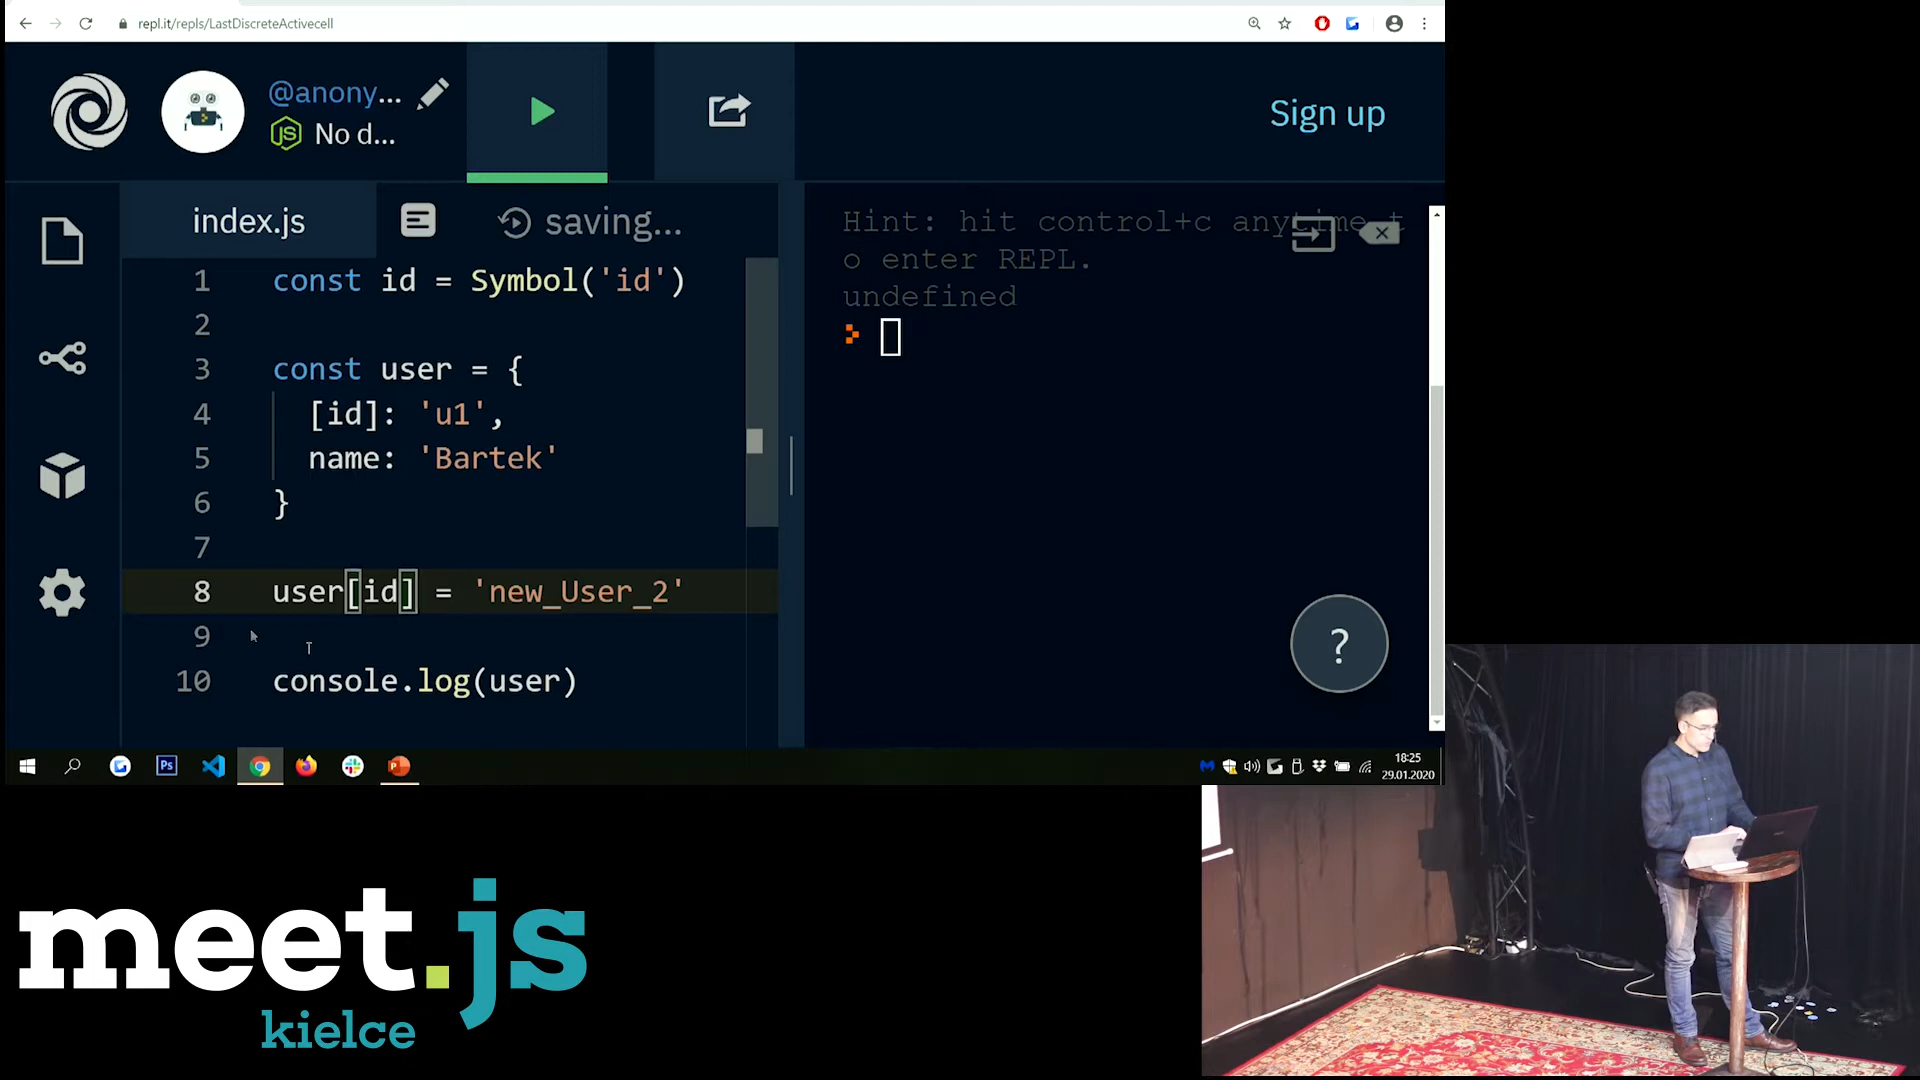 repl.it/repls/LastDiscreteActivecell
@anony...
JS No d...
Sign up
index.js
saving...
1 const id = Symbol('id')
2
3 const user = {
4 [id]: 'u1',
5 name: 'Bartek'
6 }
7
8 user[id] = 'new_User_2'
9
10 console.log(user)
Hint: hit control+c anytime t
o enter REPL.
undefined
?
Ps
18:25
29.01.2020
meet.js
kielce